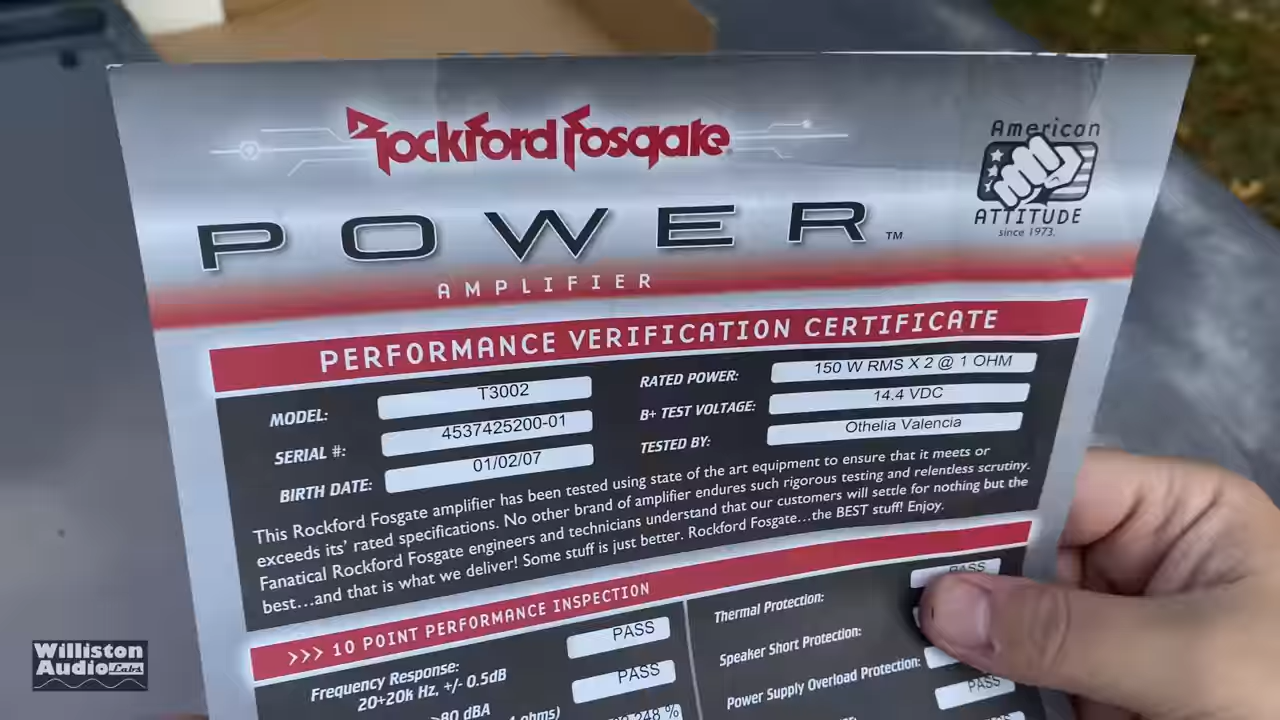 Rockford Fosgate
American
ATTITUDE
since 1973.
POWER™
AMPLIFIER
PERFORMANCE VERIFICATION CERTIFICATE
MODEL: T3002
SERIAL #: 4537425200-01
BIRTH DATE: 01/02/07
RATED POWER: 150 W RMS X 2 @ 1 OHM
B+ TEST VOLTAGE: 14.4 VDC
TESTED BY: Othelia Valencia
This Rockford Fosgate amplifier has been tested using state of the art equipment to ensure that it meets or
exceeds its' rated specifications. No other brand of amplifier endures such rigorous testing and relentless scrutiny.
Fanatical Rockford Fosgate engineers and technicians understand that our customers will settle for nothing but the
best...and that is what we deliver! Some stuff is just better. Rockford Fosgate...the BEST stuff! Enjoy.
>>> 10 POINT PERFORMANCE INSPECTION
Frequency Response: PASS
20÷20k Hz, +/- 0.5dB
PASS
80 dBA
ohms)
Thermal Protection: PASS
Speaker Short Protection:
Power Supply Overload Protection:
PASS
Williston
Audio Labs